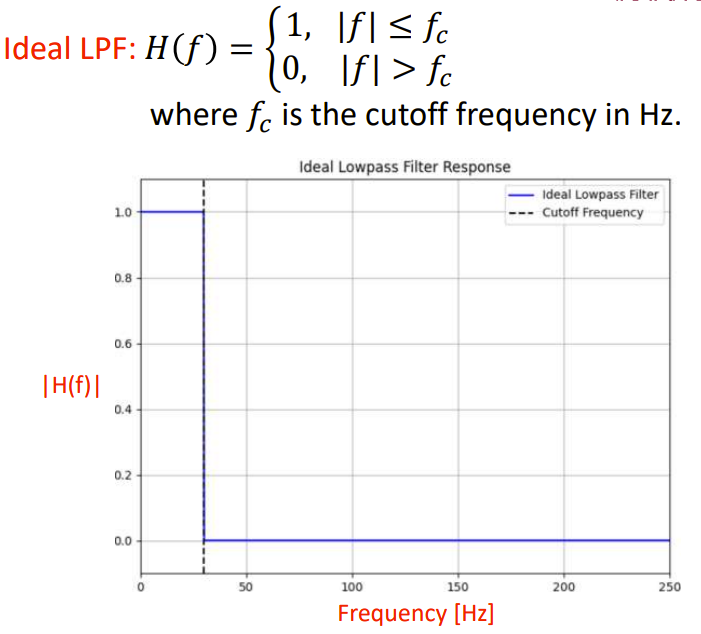 Ideal LPF: H(f) = {1, |f| ≤ f_c
0, |f| > f_c
where f_c is the cutoff frequency in Hz.
Ideal Lowpass Filter Response
Ideal Lowpass Filter
Cutoff Frequency
1.0
0.8
0.6
|H(f)|
0.4
0.2
0.0
0 50 100 150 200 250
Frequency [Hz]